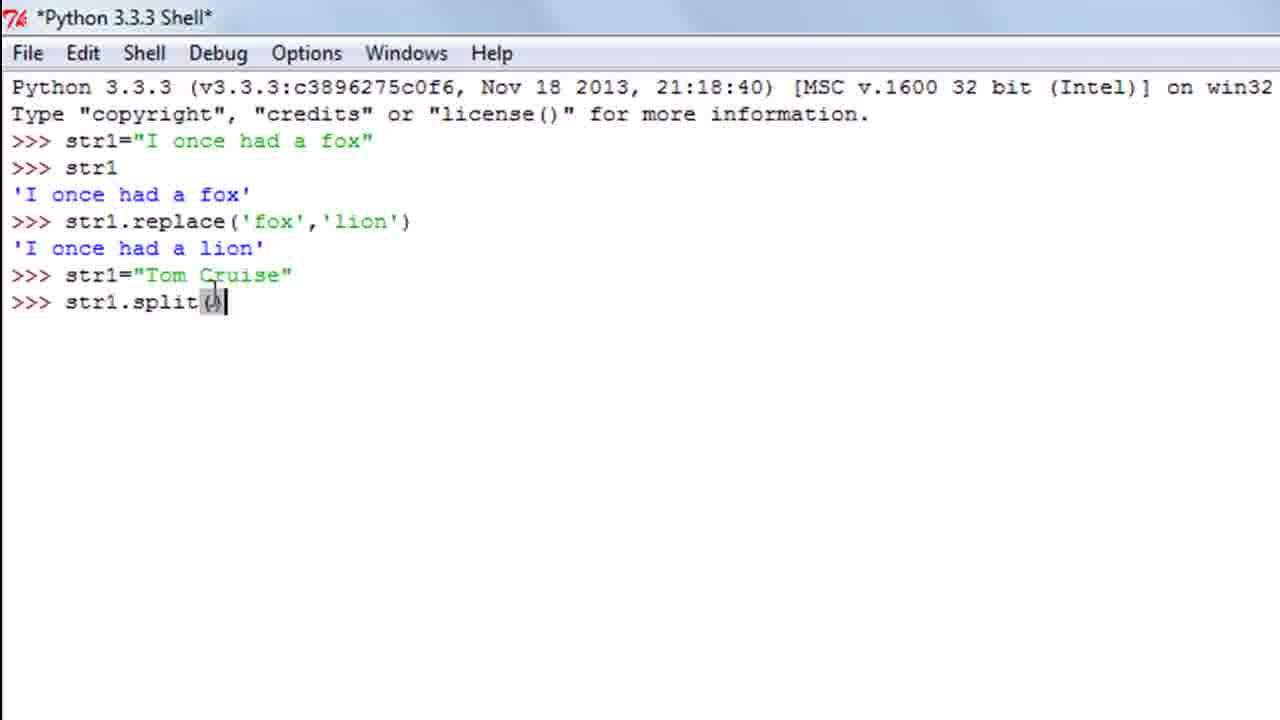 *Python 3.3.3 Shell*
File Edit Shell Debug Options Windows Help
Python 3.3.3 (v3.3.3:c3896275c0f6, Nov 18 2013, 21:18:40) [MSC v.1600 32 bit (Intel)] on win32
Type "copyright", "credits" or "license()" for more information.
>>> str1="I once had a fox"
>>> str1
'I once had a fox'
>>> str1.replace('fox','lion')
'I once had a lion'
>>> str1="Tom Cruise"
>>> str1.split()